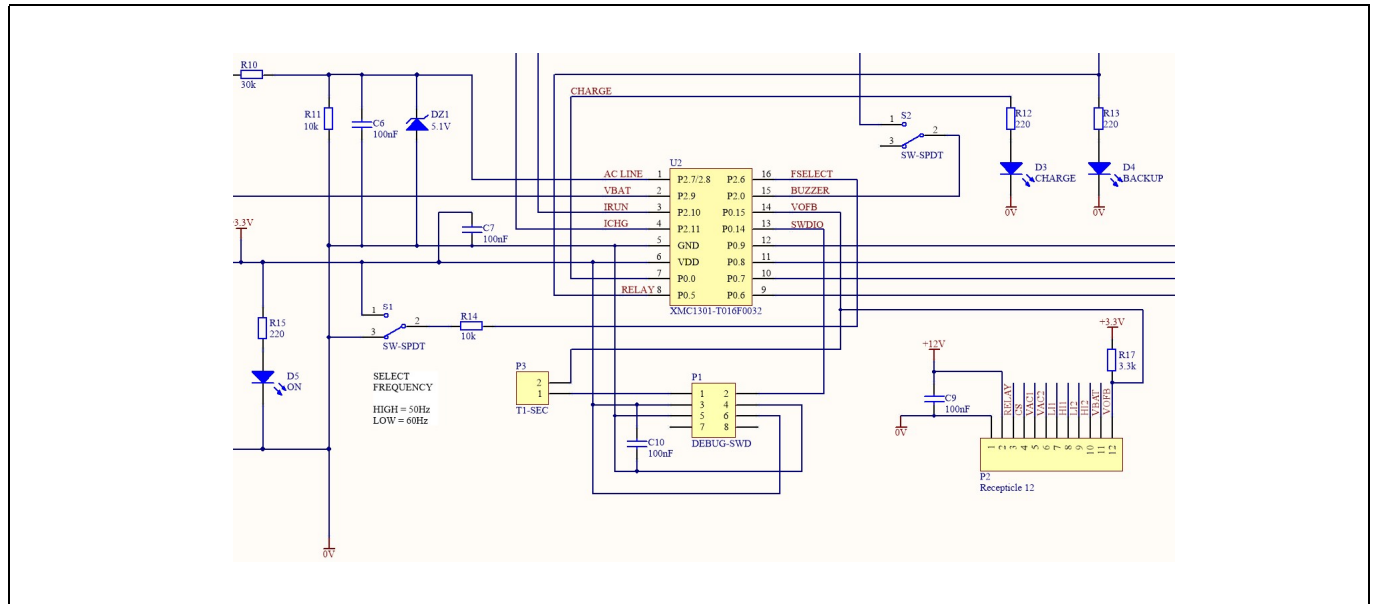 R10
30k
R11
10k
C6
100nF
DZ1
5.1V
CHARGE
1
S2
2
3
SW-SPDT
R12
220
R13
220
D3
CHARGE
D4
BACKUP
0V
0V
U2
AC LINE 1 P2.7/2.8 P2.6 16 FSELECT
VBAT 2 P2.9 P2.0 15 BUZZER
IRUN 3 P2.10 P0.15 14 VOFB
ICHG 4 P2.11 P0.14 13 SWDIO
5 GND P0.9 12
6 VDD P0.8 11
7 P0.0 P0.7 10
RELAY 8 P0.5 P0.6 9
XMC1301-T016F0032
+3.3V
C7
100nF
R15
220
D5
ON
1
S1
2
3
SW-SPDT
R14
10k
SELECT
FREQUENCY
HIGH = 50Hz
LOW = 60Hz
P3
2
1
T1-SEC
P1
1 2
3 4
5 6
7 8
DEBUG-SWD
C10
100nF
+12V
C9
100nF
0V
+3.3V
R17
3.3k
RELAY
CS
VAC1
VAC2
LI1
HI1
LI2
HI2
VBAT
VOFB
1 2 3 4 5 6 7 8 9 10 11 12
P2
Recepticle 12
0V